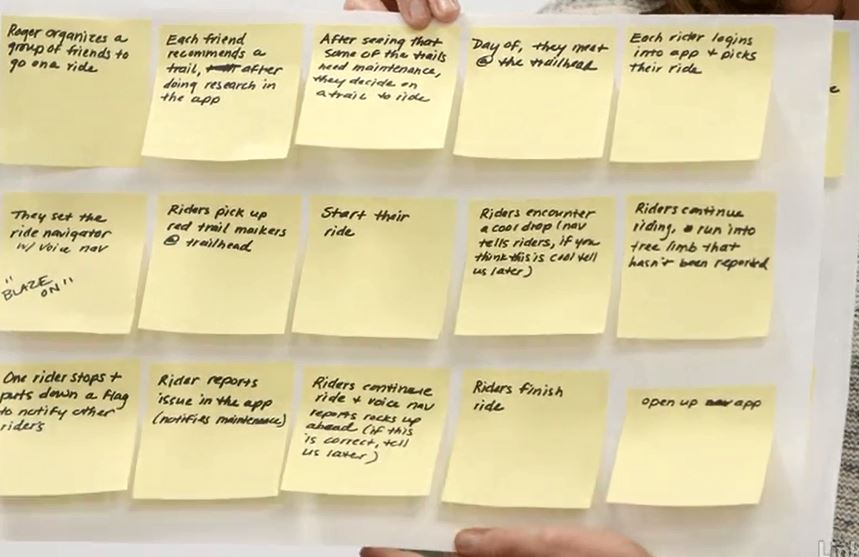 Roger organizes a
group of friends to
go on a ride
Each friend
recommends a
trail, after
doing research in
the app
After seeing that
some of the trails
need maintenance,
they decide on
a trail to ride
Day of, they meet
@ the trailhead
Each rider logins
into app + picks
their ride
They set the
ride navigator
w/ voice nav
"BLAZE
ON"
Riders pick up
red trail markers
@ trailhead
Start their
ride
Riders encounter
a cool drop (nav
tells riders, if you
think this is cool tell
us later)
Riders continue
riding, run into
tree limb that
hasn't been reported
One rider stops +
puts down a flag
to notify other
riders
Rider reports
issue in the app
(notifies maintenance)
Riders continue
ride + voice nav
reports rocks up
ahead (if this
is correct, tell
us later)
Riders finish
ride
open up app